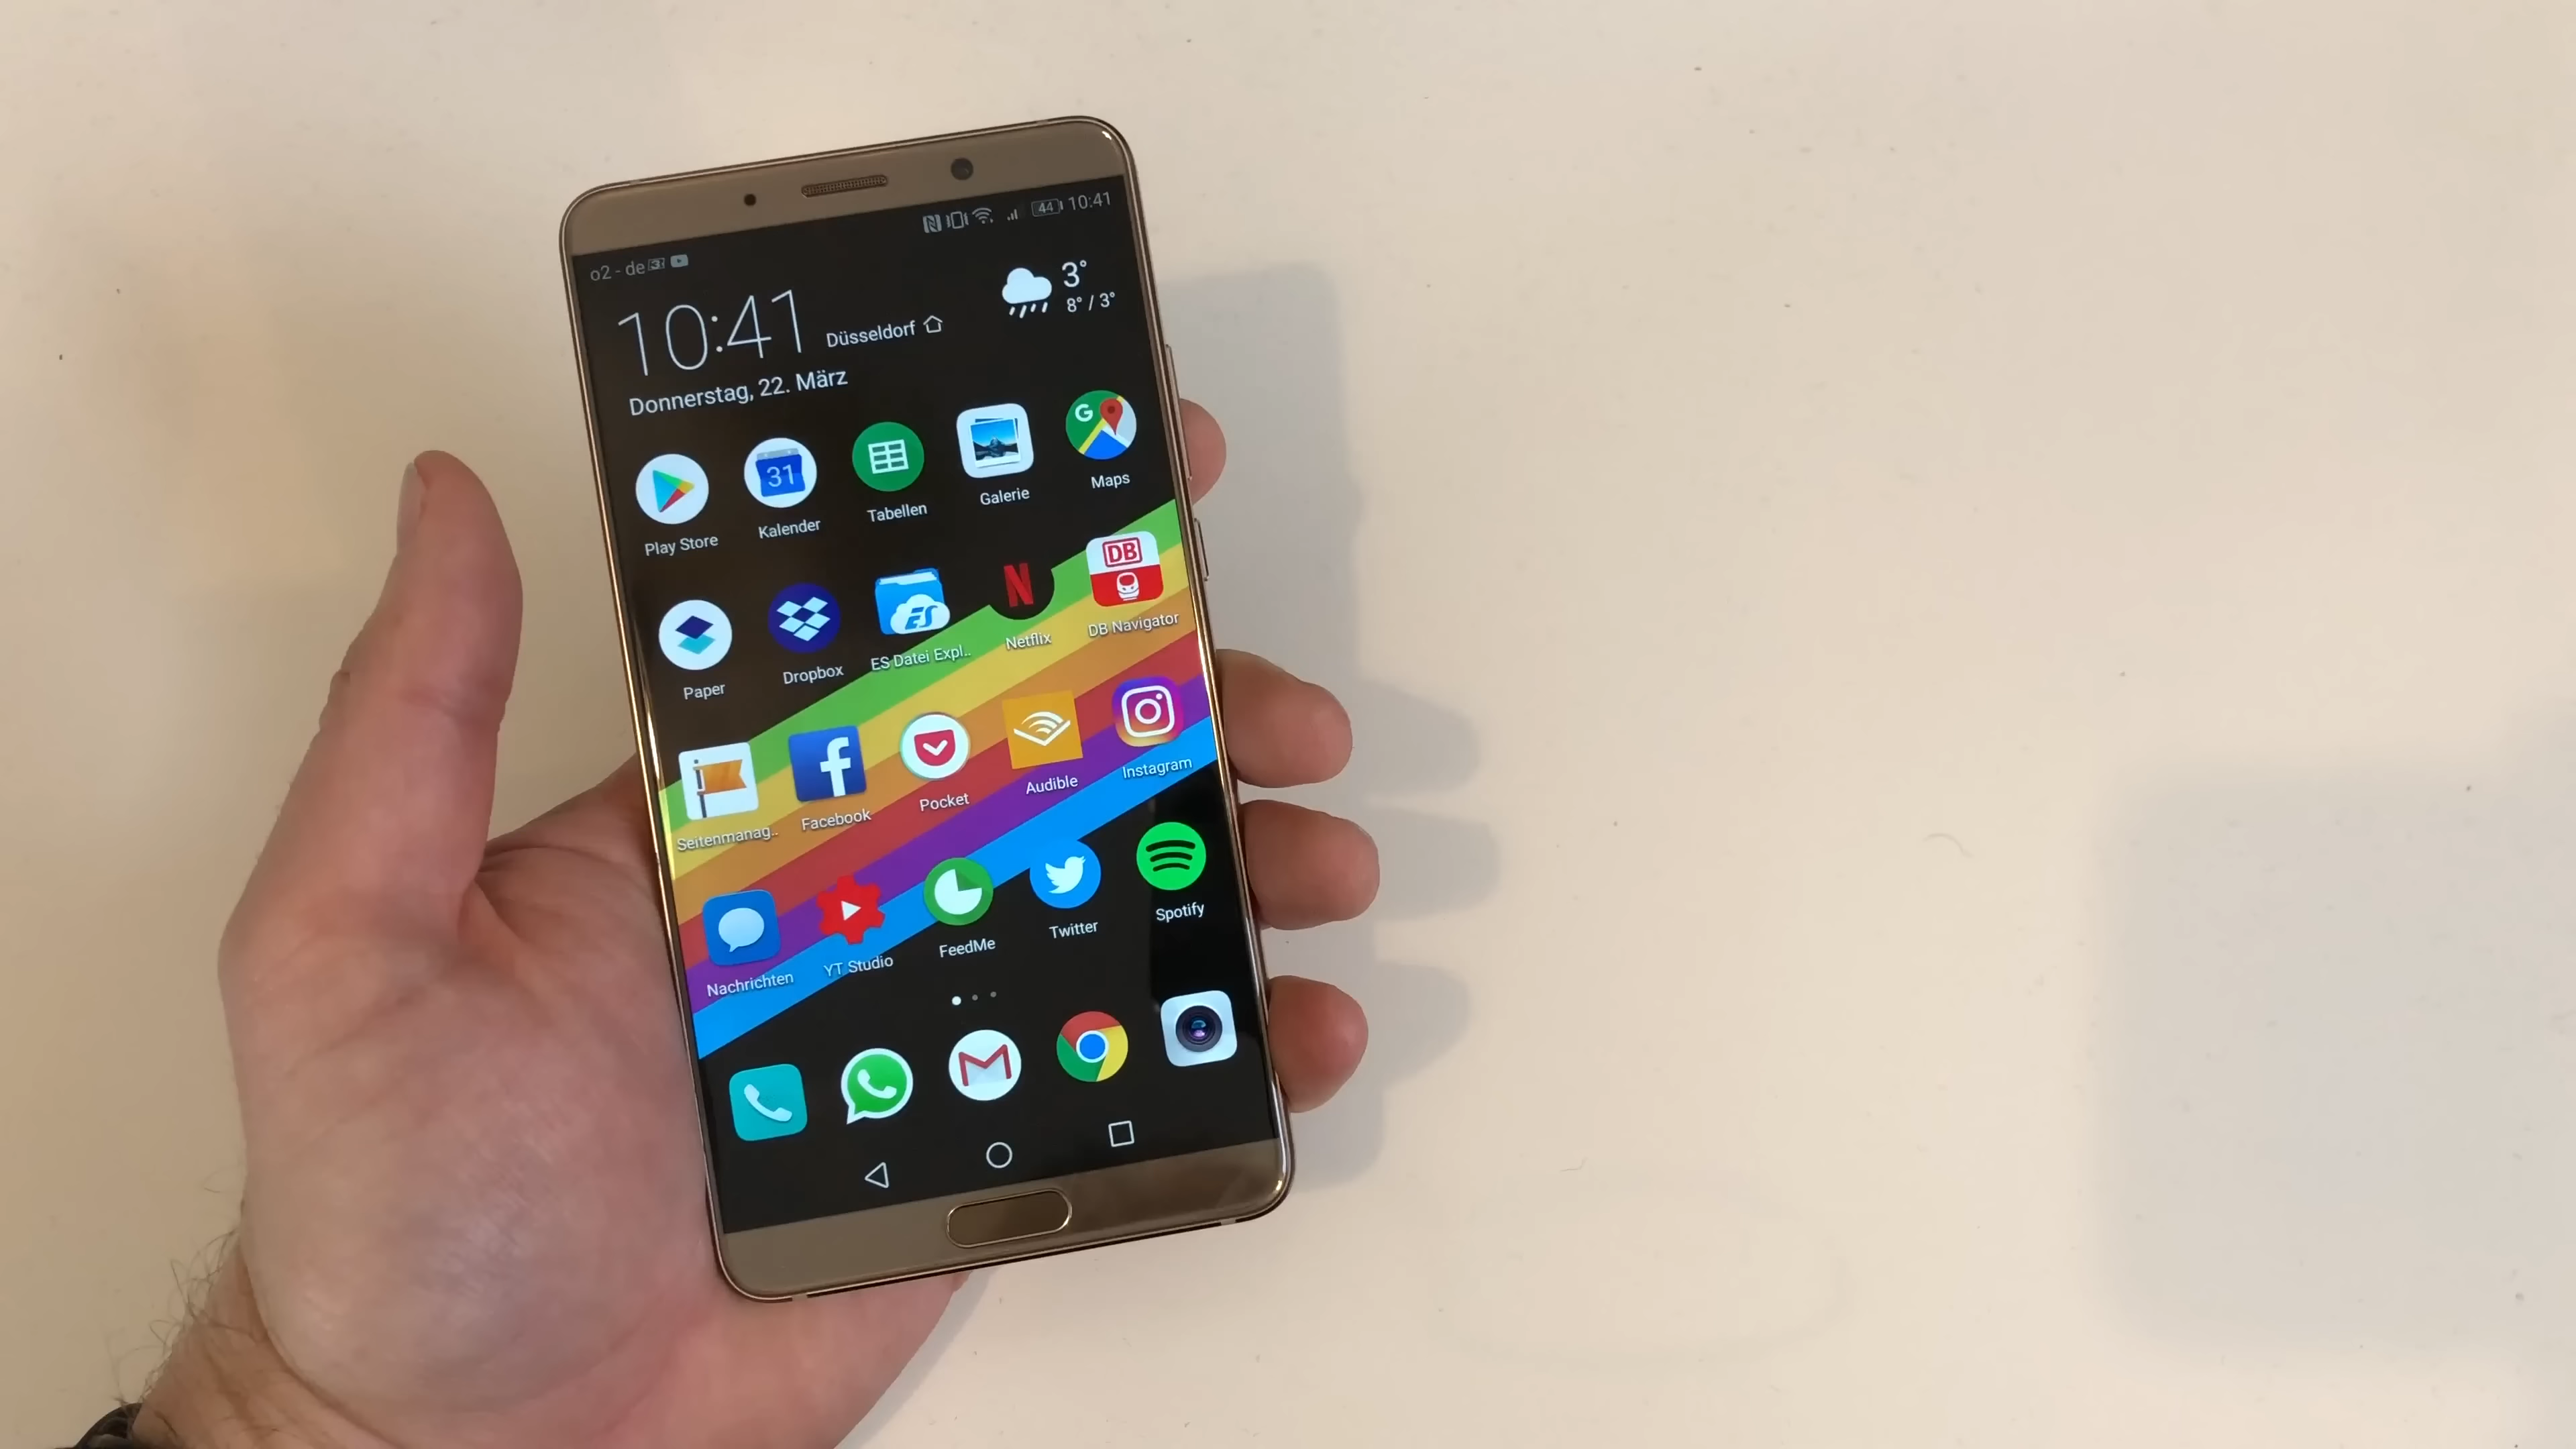 o2 - de
44 10:41
10:41 Düsseldorf
3°
8° / 3°
Donnerstag, 22. März
31
G
Play Store Kalender Tabellen Galerie Maps
ES
N
DB
Paper Dropbox ES Datei Expl.. Netflix DB Navigator
f
Seitenmanag.. Facebook Pocket Audible Instagram
Nachrichten YT Studio FeedMe Twitter Spotify